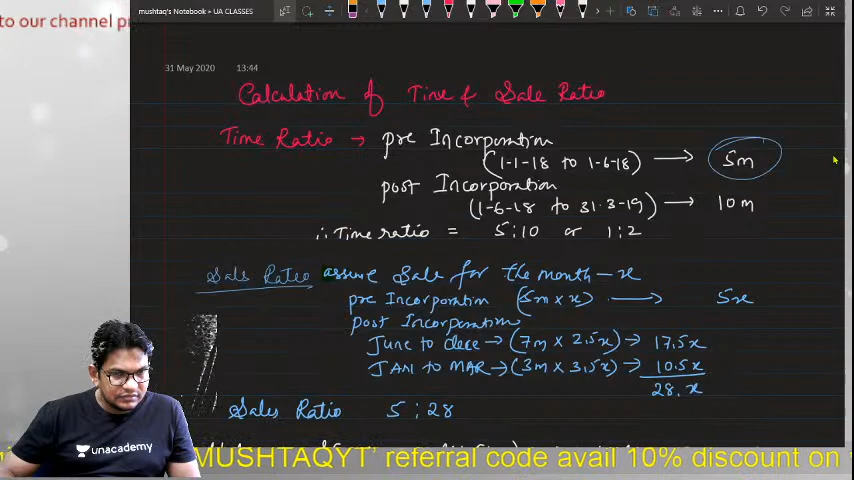 to our channel pr
mushtaq's Notebook » UA CLASSES
31 May 2020 13:44
Calculation of Time & Sale Ratio
Time Ratio → pre Incorporation
(1-1-18 to 1-6-18) → 5m
post Incorporation
(1-6-18 to 31-3-19) → 10m
∴ Time ratio = 5:10 or 1:2
Sals Ratio assume Sale for the month - x
pre Incorporation (5m x x) → 5x
post Incorporation
June to dece → (7m x 2.5x) → 17.5x
JAN to MAR → (3m x 3.5x) → 10.5x
28.x
Sales Ratio 5:28
unacademy
'MUSHTAQYT' referral code avail 10% discount on